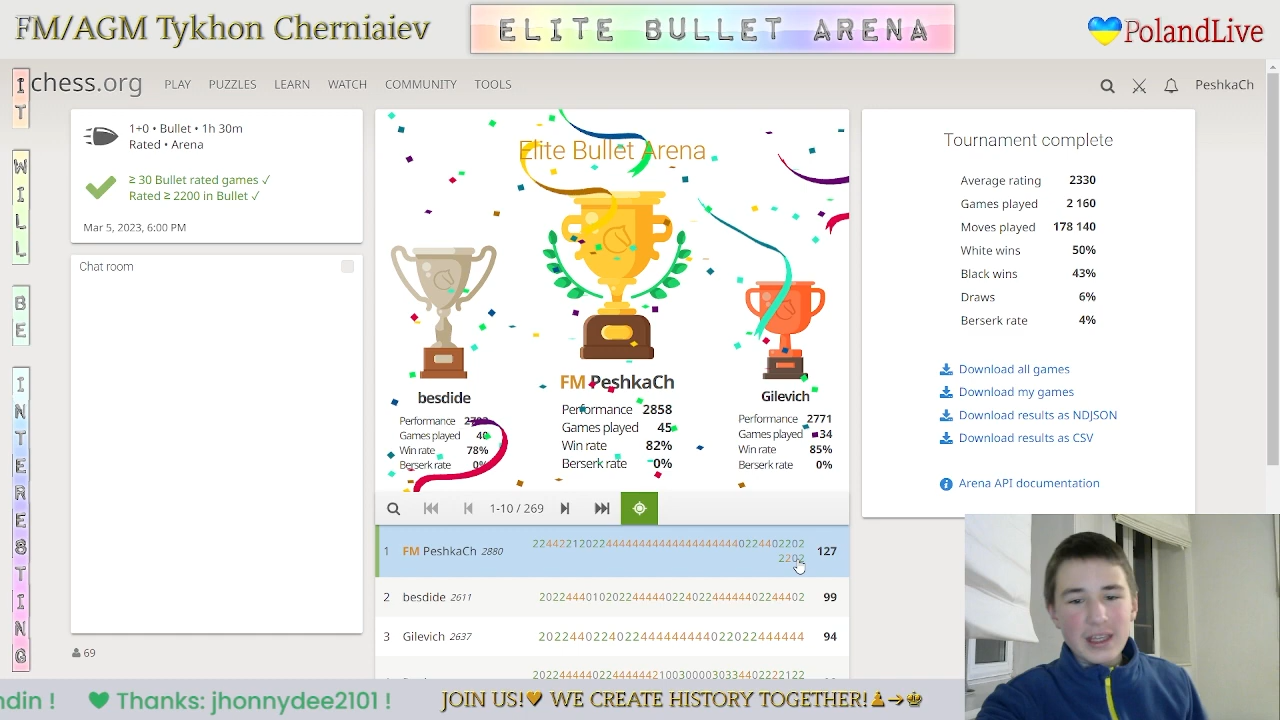 FM/AGM Tykhon Cherniaiev
ELITE BULLET ARENA
PolandLive
IT WILL BE INTERESTING
chess.org
PLAY PUZZLES LEARN WATCH COMMUNITY TOOLS
PeshkaCh
1+0 • Bullet • 1h 30m
Rated • Arena
≥ 30 Bullet rated games ✓
Rated ≥ 2200 in Bullet ✓
Mar 5, 2023, 6:00 PM
Chat room
69
Elite Bullet Arena
besdide
Performance
Games played 40
Win rate 78%
Berserk rate 0%
FM PeshkaCh
Performance 2858
Games played 45
Win rate 82%
Berserk rate 0%
Gilevich
Performance 2771
Games played 34
Win rate 85%
Berserk rate 0%
1-10 / 269
1 FM PeshkaCh 2880 127
2202
2 besdide 2611 202244401020224444022402244444402244402 99
3 Gilevich 2637 2022440224022444444444022022444444 94
Tournament complete
Average rating 2330
Games played 2 160
Moves played 178 140
White wins 50%
Black wins 43%
Draws 6%
Berserk rate 4%
Download all games
Download my games
Download results as NDJSON
Download results as CSV
Arena API documentation
ndin ! Thanks: jhonnydee2101 !
JOIN US!♥ WE CREATE HISTORY TOGETHER!♟→♚